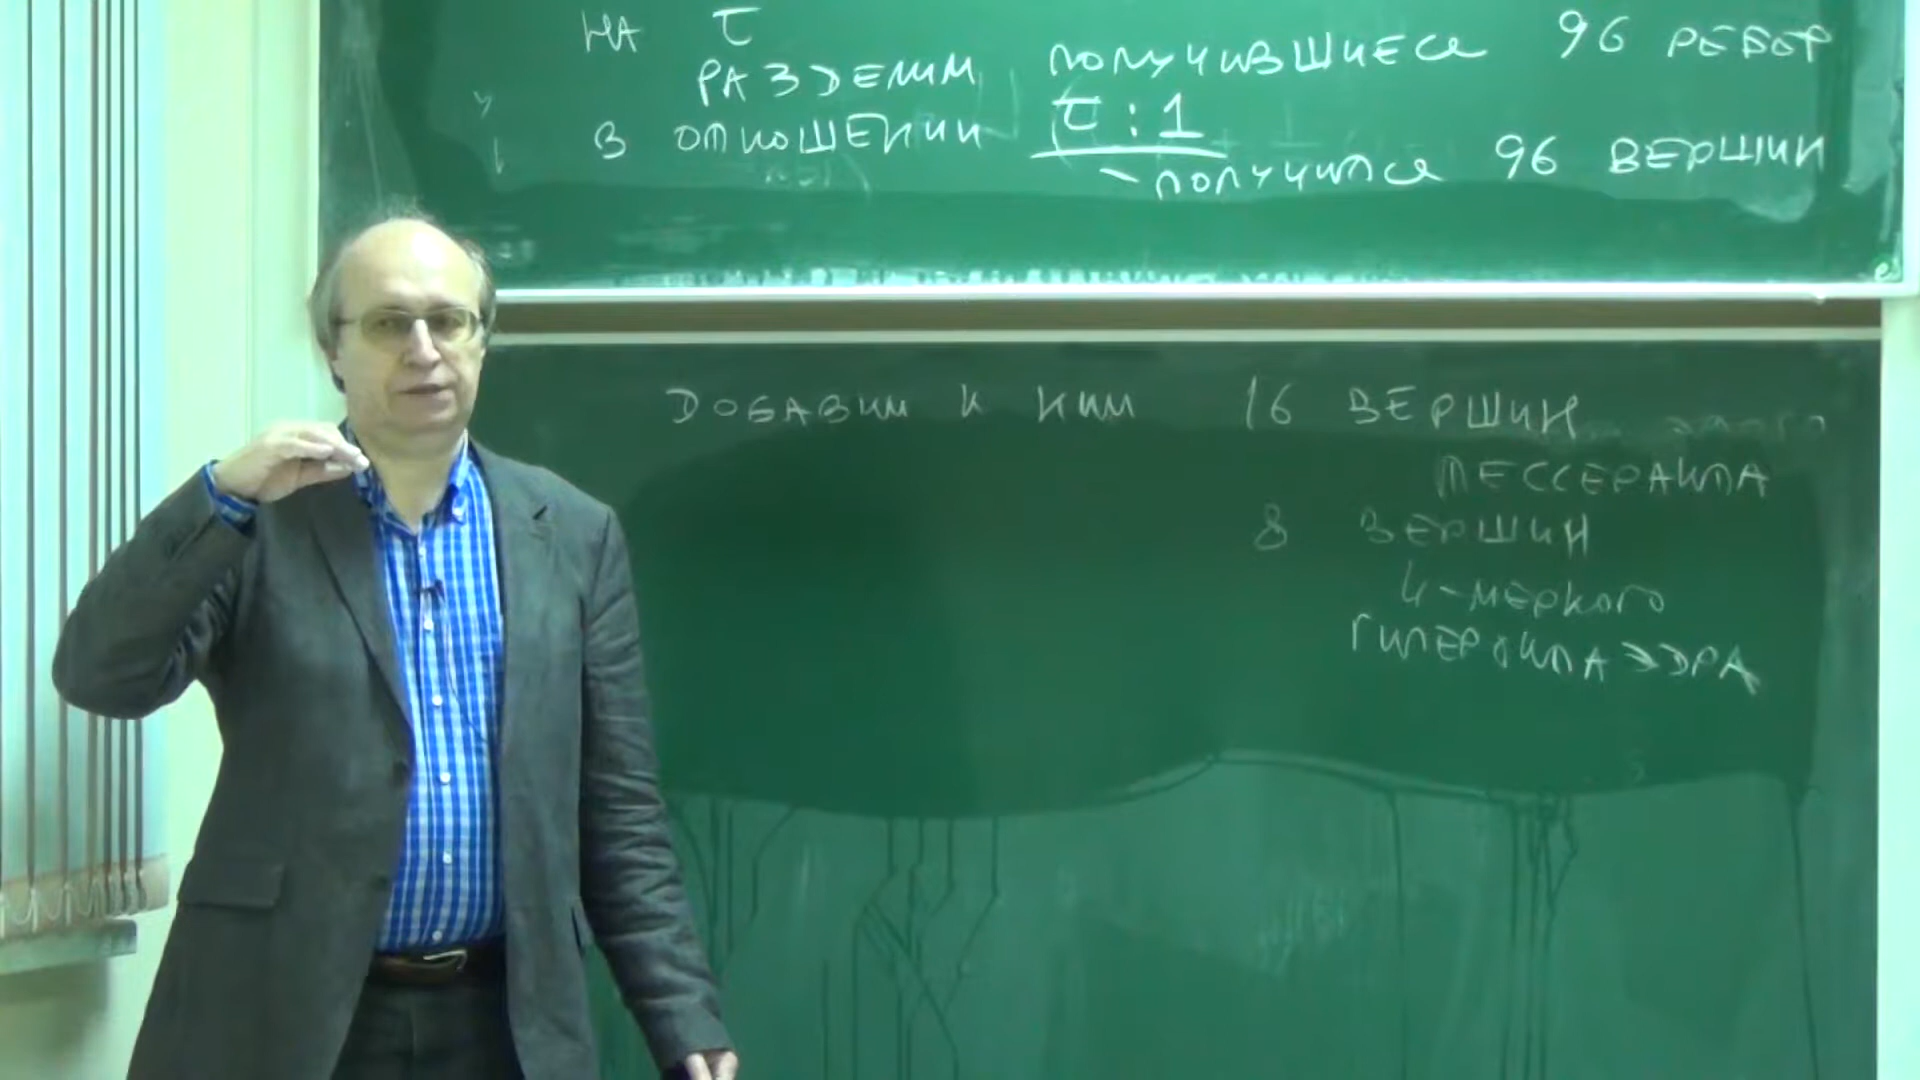 НА τ
РАЗДЕЛИМ ПОЛУЧИВШИЕСЯ 96 РЕБЕР
В ОТНОШЕНИИ τ : 1
- ПОЛУЧИТСЯ 96 ВЕРШИН
ДОБАВИМ К НИМ 16 ВЕРШИН
ТЕССЕРАКТА
8 ВЕРШИН
4-МЕРНОГО
ГИПЕРОКТАЭДРА